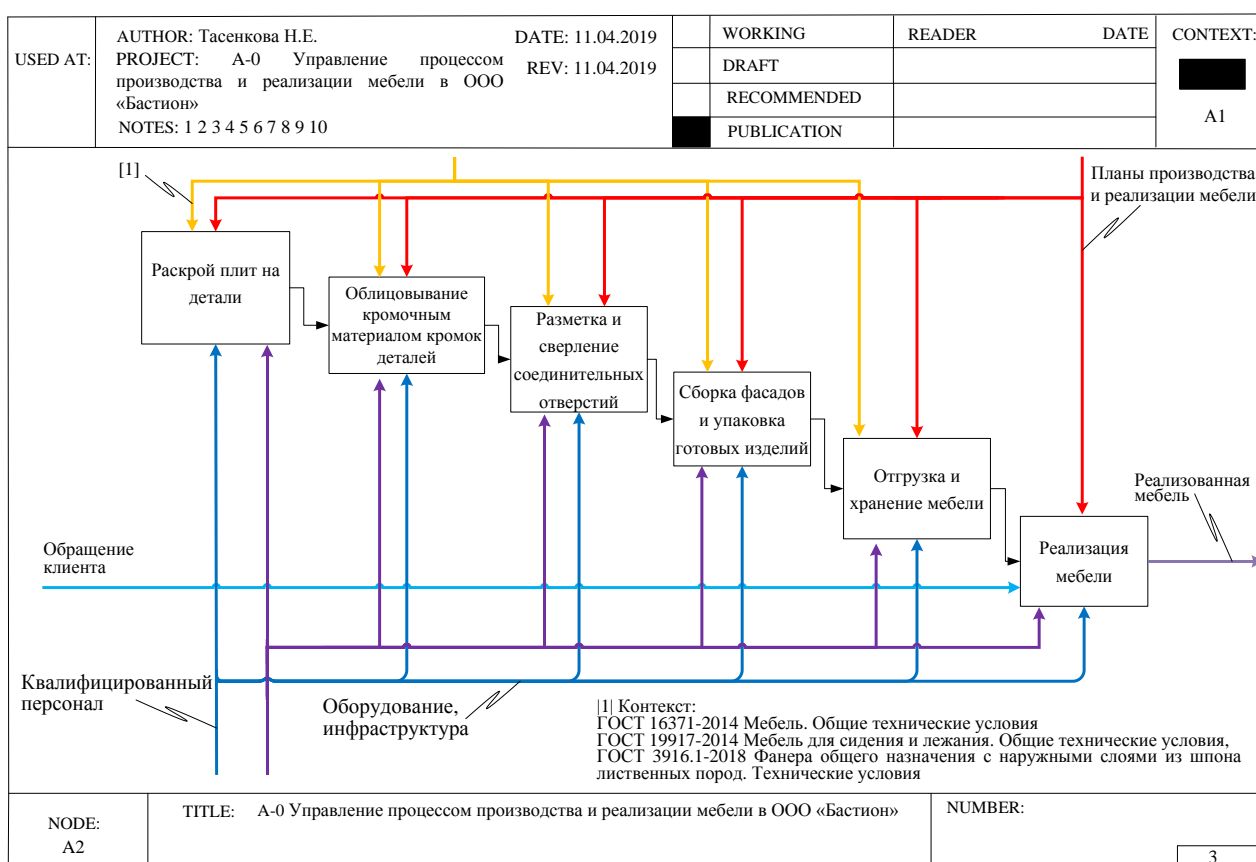 USED AT:
AUTHOR: Тасенкова Н.Е.
DATE: 11.04.2019
PROJECT: А-0 Управление процессом
производства и реализации мебели в ООО
«Бастион»
REV: 11.04.2019
NOTES: 1 2 3 4 5 6 7 8 9 10
WORKING
DRAFT
RECOMMENDED
PUBLICATION
READER
DATE
CONTEXT:
А1
[1]
Планы производства
и реализации мебели
Раскрой плит на
детали
Облицовывание
кромочным
материалом кромок
деталей
Разметка и
сверление
соединительных
отверстий
Сборка фасадов
и упаковка
готовых изделий
Отгрузка и
хранение мебели
Реализованная
мебель
Обращение
клиента
Реализация
мебели
Квалифицированный
персонал
Оборудование,
инфраструктура
|1| Контекст:
ГОСТ 16371-2014 Мебель. Общие технические условия
ГОСТ 19917-2014 Мебель для сидения и лежания. Общие технические условия,
ГОСТ 3916.1-2018 Фанера общего назначения с наружными слоями из шпона
лиственных пород. Технические условия
NODE:
А2
TITLE: А-0 Управление процессом производства и реализации мебели в ООО «Бастион»
NUMBER:
3